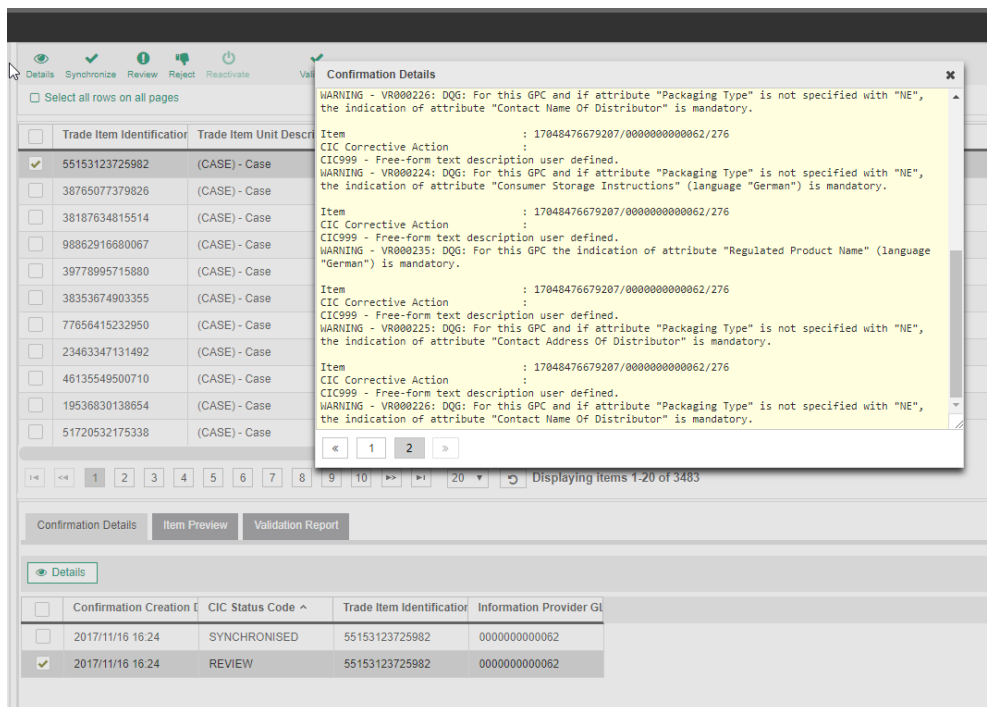 Details Synchronize Review Reject Reactivate
Select all rows on all pages
Trade Item Identification Trade Item Unit
55153123725982 (CASE) - Case
38765077379826 (CASE) - Case
38187634815514 (CASE) - Case
98862916680067 (CASE) - Case
39778995715880 (CASE) - Case
38353674903355 (CASE) - Case
77656415232950 (CASE) - Case
23463347131492 (CASE) - Case
46135549500710 (CASE) - Case
19536830138654 (CASE) - Case
51720532175338 (CASE) - Case
Confirmation Details
WARNING - VR000226: DQG: For this GPC and if attribute "Packaging Type" is not specified with "NE",
the indication of attribute "Contact Name Of Distributor" is mandatory.
Item : 17048476679207/0000000000062/276
CIC Corrective Action :
CIC999 - Free-form text description user defined.
WARNING - VR000224: DQG: For this GPC and if attribute "Packaging Type" is not specified with "NE",
the indication of attribute "Consumer Storage Instructions" (language "German") is mandatory.
Item : 17048476679207/0000000000062/276
CIC Corrective Action :
CIC999 - Free-form text description user defined.
WARNING - VR000235: DQG: For this GPC the indication of attribute "Regulated Product Name" (language
"German") is mandatory.
Item : 17048476679207/0000000000062/276
CIC Corrective Action :
CIC999 - Free-form text description user defined.
WARNING - VR000225: DQG: For this GPC and if attribute "Packaging Type" is not specified with "NE",
the indication of attribute "Contact Address Of Distributor" is mandatory.
Item : 17048476679207/0000000000062/276
CIC Corrective Action :
CIC999 - Free-form text description user defined.
WARNING - VR000226: DQG: For this GPC and if attribute "Packaging Type" is not specified with "NE",
the indication of attribute "Contact Name Of Distributor" is mandatory.
« 1 2 »
1 2 3 4 5 6 7 8 9 10 20 Displaying items 1-20 of 3483
Confirmation Details Item Preview Validation Report
Details
Confirmation Creation CIC Status Code Trade Item Identification Information Provider
2017/11/16 16:24 SYNCHRONISED 55153123725982 0000000000062
2017/11/16 16:24 REVIEW 55153123725982 0000000000062